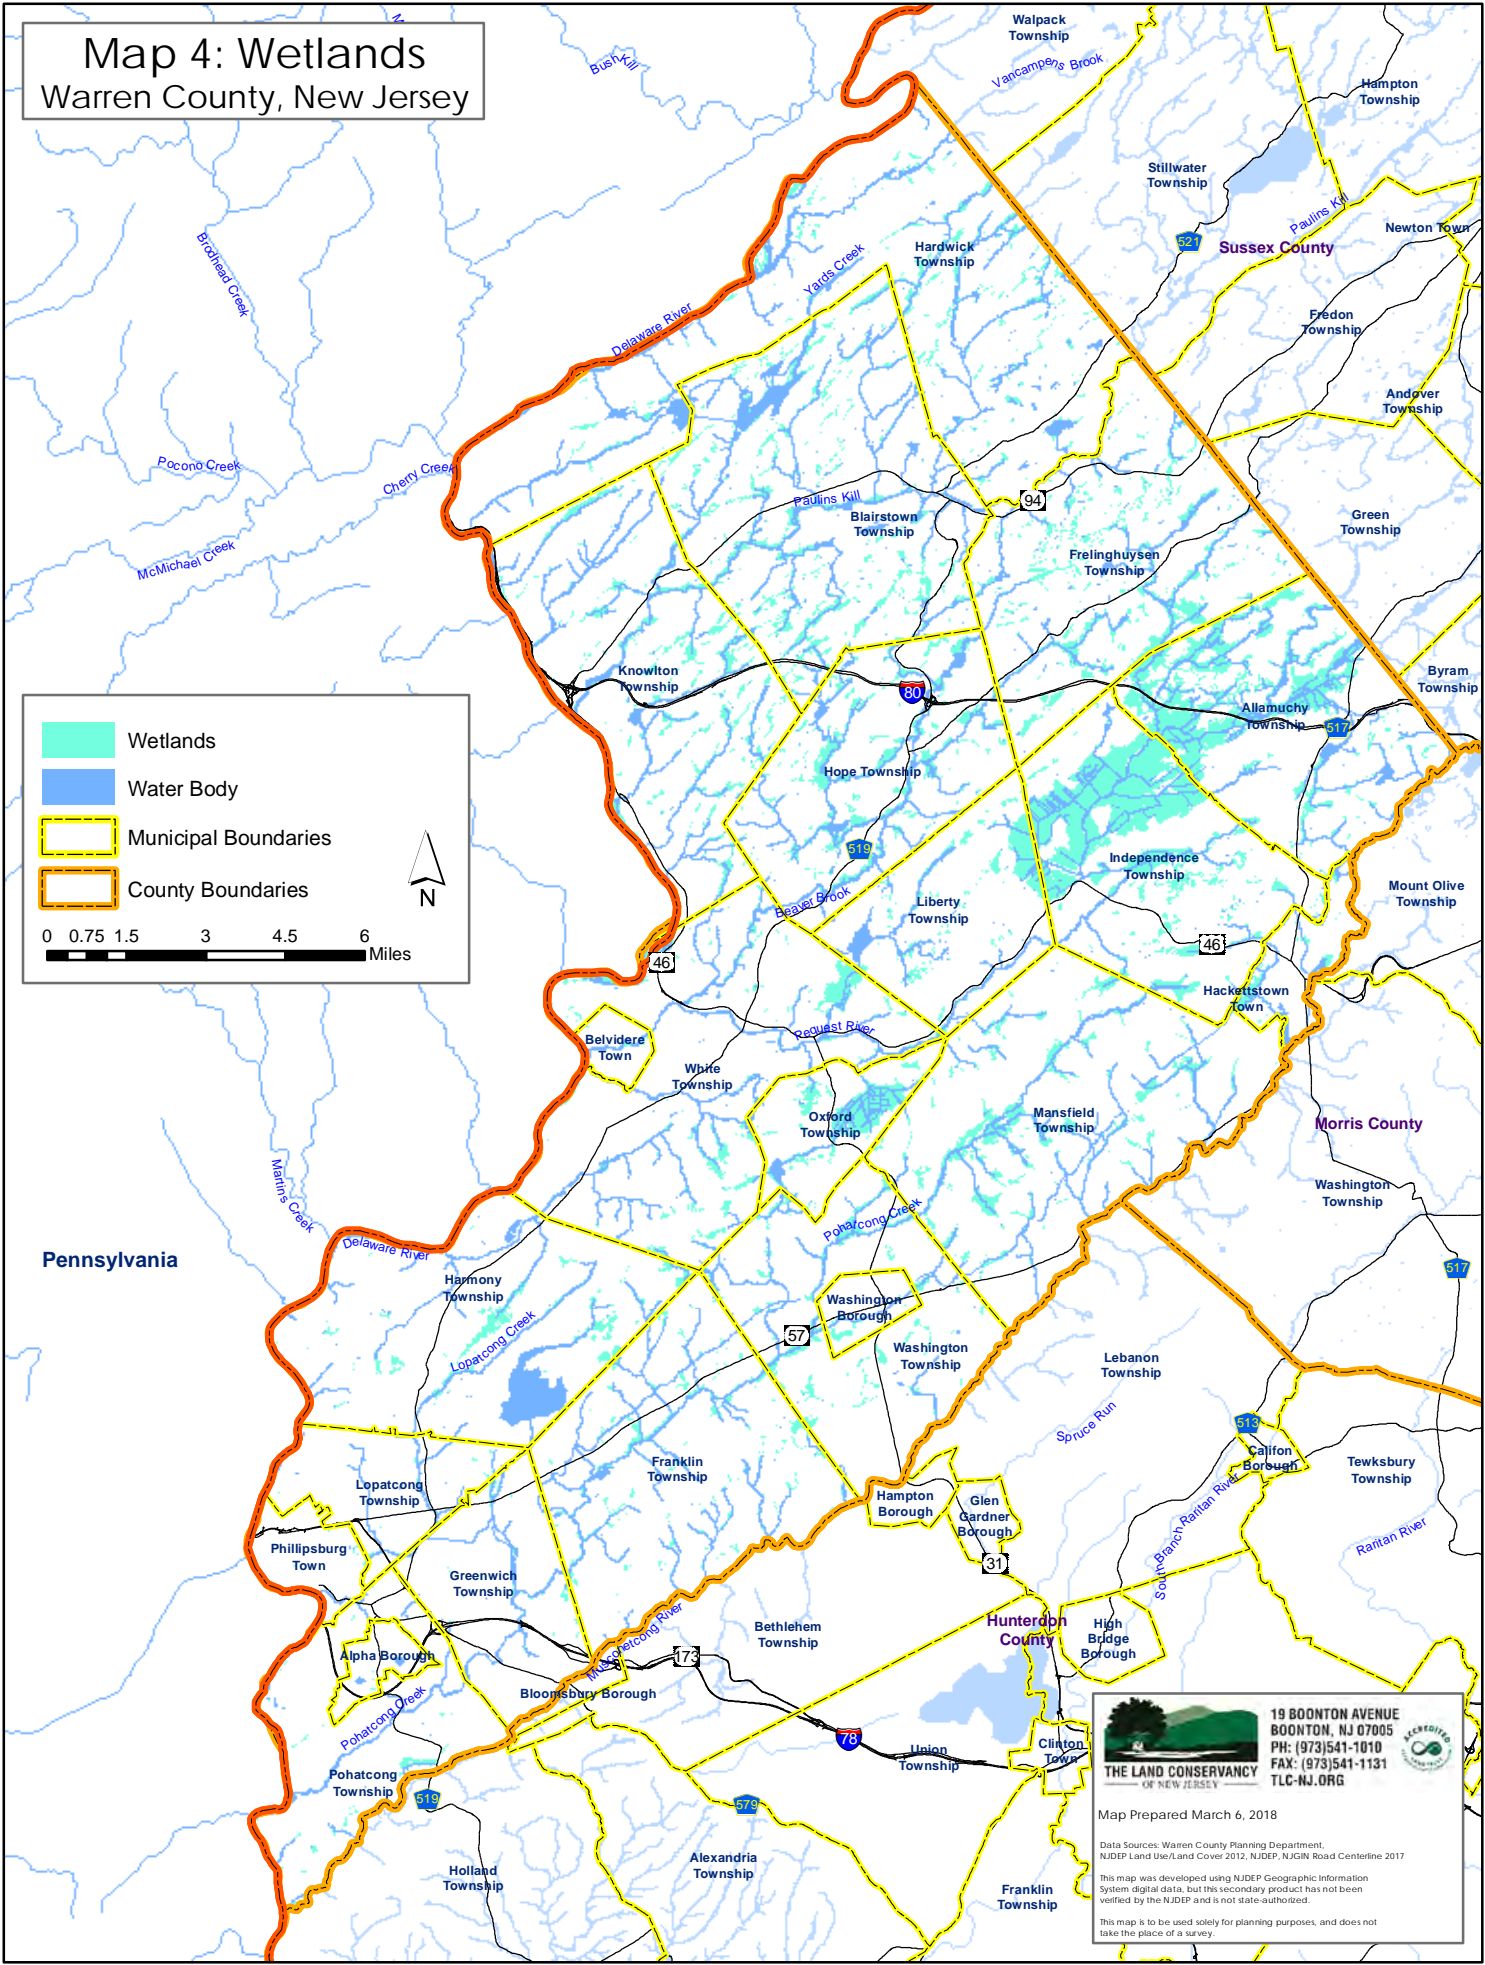 Map 4: Wetlands
Warren County, New Jersey
Bush Kill
Walpack
Township
Vancampens Brook
Hampton
Township
Stillwater
Township
521
Sussex County
Paulins Kill
Newton Town
Hardwick
Township
Yards Creek
Brodhead Creek
Delaware River
Fredon
Township
Andover
Township
Pocono Creek
Cherry Creek
McMichael Creek
Paulins Kill
Blairstown
Township
94
Green
Township
Frelinghuysen
Township
Knowlton
Township
80
Byram
Township
Allamuchy
Township
517
Hope Township
519
Wetlands
Water Body
Municipal Boundaries
County Boundaries
N
0 0.75 1.5 3 4.5 6
Miles
Independence
Township
Mount Olive
Township
Beaver Brook
Liberty
Township
46
46
Hackettstown
Town
Request River
Belvidere
Town
White
Township
Oxford
Township
Mansfield
Township
Morris County
Washington
Township
Martins Creek
Pohatcong Creek
Pennsylvania
Delaware River
517
Harmony
Township
Washington
Borough
Lopatcong Creek
57
Washington
Township
Lebanon
Township
Spruce Run
513
Califon
Borough
Tewksbury
Township
Franklin
Township
Lopatcong
Township
Hampton
Borough
Glen
Gardner
Borough
South Branch Raritan River
Raritan River
Phillipsburg
Town
31
Greenwich
Township
Musconetcong River
Bethlehem
Township
Hunterdon
County
High
Bridge
Borough
Alpha Borough
173
Bloomsbury Borough
Pohatcong Creek
78
Union
Township
Clinton
Town
Pohatcong
Township
519
579
Holland
Township
Alexandria
Township
Franklin
Township
THE LAND CONSERVANCY
OF NEW JERSEY
19 BOONTON AVENUE
BOONTON, NJ 07005
PH: (973)541-1010
FAX: (973)541-1131
TLC-NJ.ORG
ACCREDITED
Map Prepared March 6, 2018
Data Sources: Warren County Planning Department,
NJDEP Land Use/Land Cover 2012, NJDEP, NJGIN Road Centerline 2017
This map was developed using NJDEP Geographic Information
System digital data, but this secondary product has not been
verified by the NJDEP and is not state-authorized.
This map is to be used solely for planning purposes, and does not
take the place of a survey.